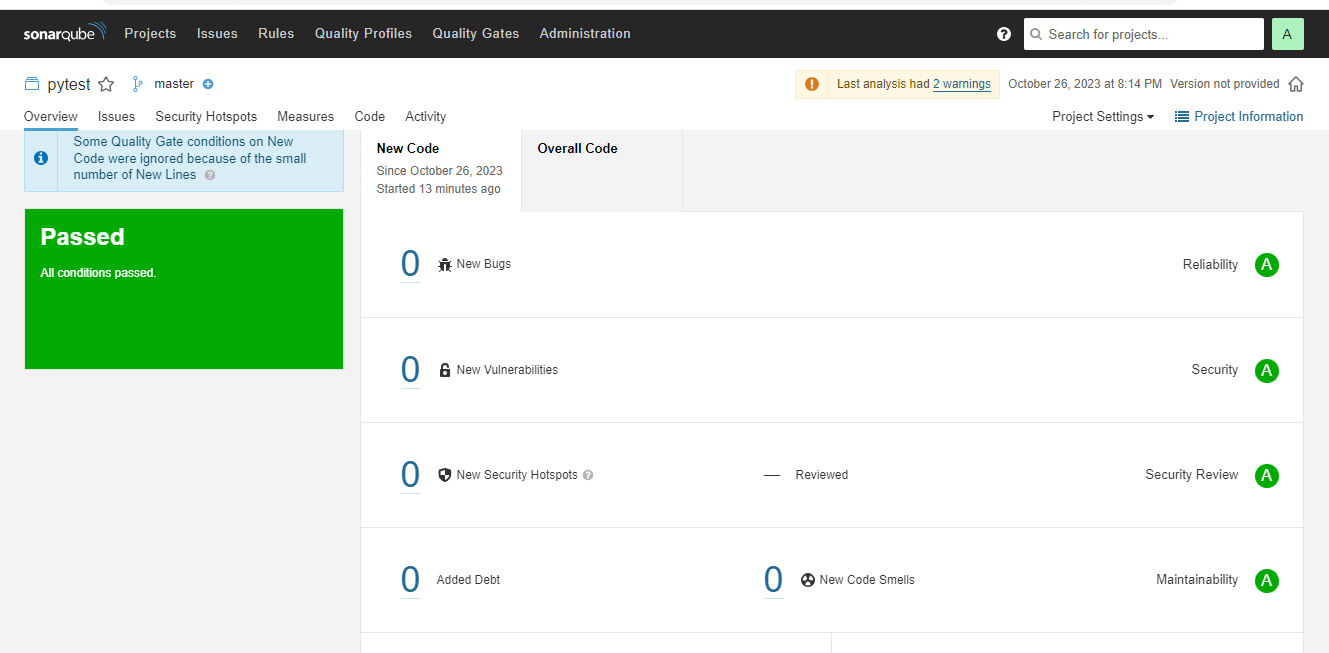 sonarqube Projects Issues Rules Quality Profiles Quality Gates Administration ? Search for projects... A
pytest master Last analysis had 2 warnings October 26, 2023 at 8:14 PM Version not provided
Overview Issues Security Hotspots Measures Code Activity Project Settings Project Information
Some Quality Gate conditions on New
Code were ignored because of the small
number of New Lines ?
Passed
All conditions passed.
New Code
Since October 26, 2023
Started 13 minutes ago
Overall Code
0 New Bugs Reliability A
0 New Vulnerabilities Security A
0 New Security Hotspots ? — Reviewed Security Review A
0 Added Debt 0 New Code Smells Maintainability A